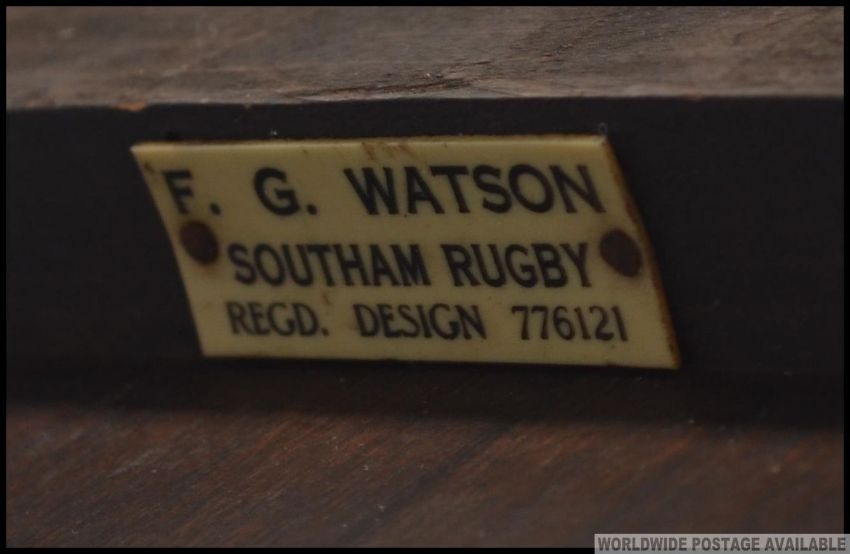 F. G. WATSON
SOUTHAM RUGBY
REGD. DESIGN 776121
WORLDWIDE POSTAGE AVAILABLE